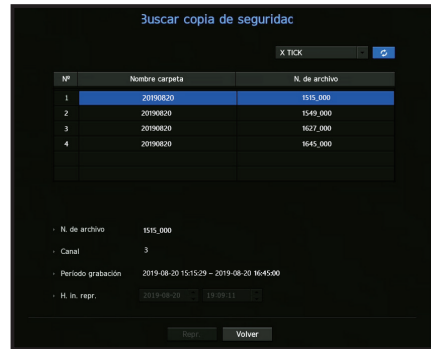 Buscar copia de seguridad
X TICK
Nº Nombre carpeta N. de archivo
1 20190820 1515_000
2 20190820 1549_000
3 20190820 1627_000
4 20190820 1645_000
N. de archivo 1515_000
Canal 3
Período grabación 2019-08-20 15:15:29 ~ 2019-08-20 16:45:00
H. in. repr. 2019-08-20 19:09:11
Repr. Volver